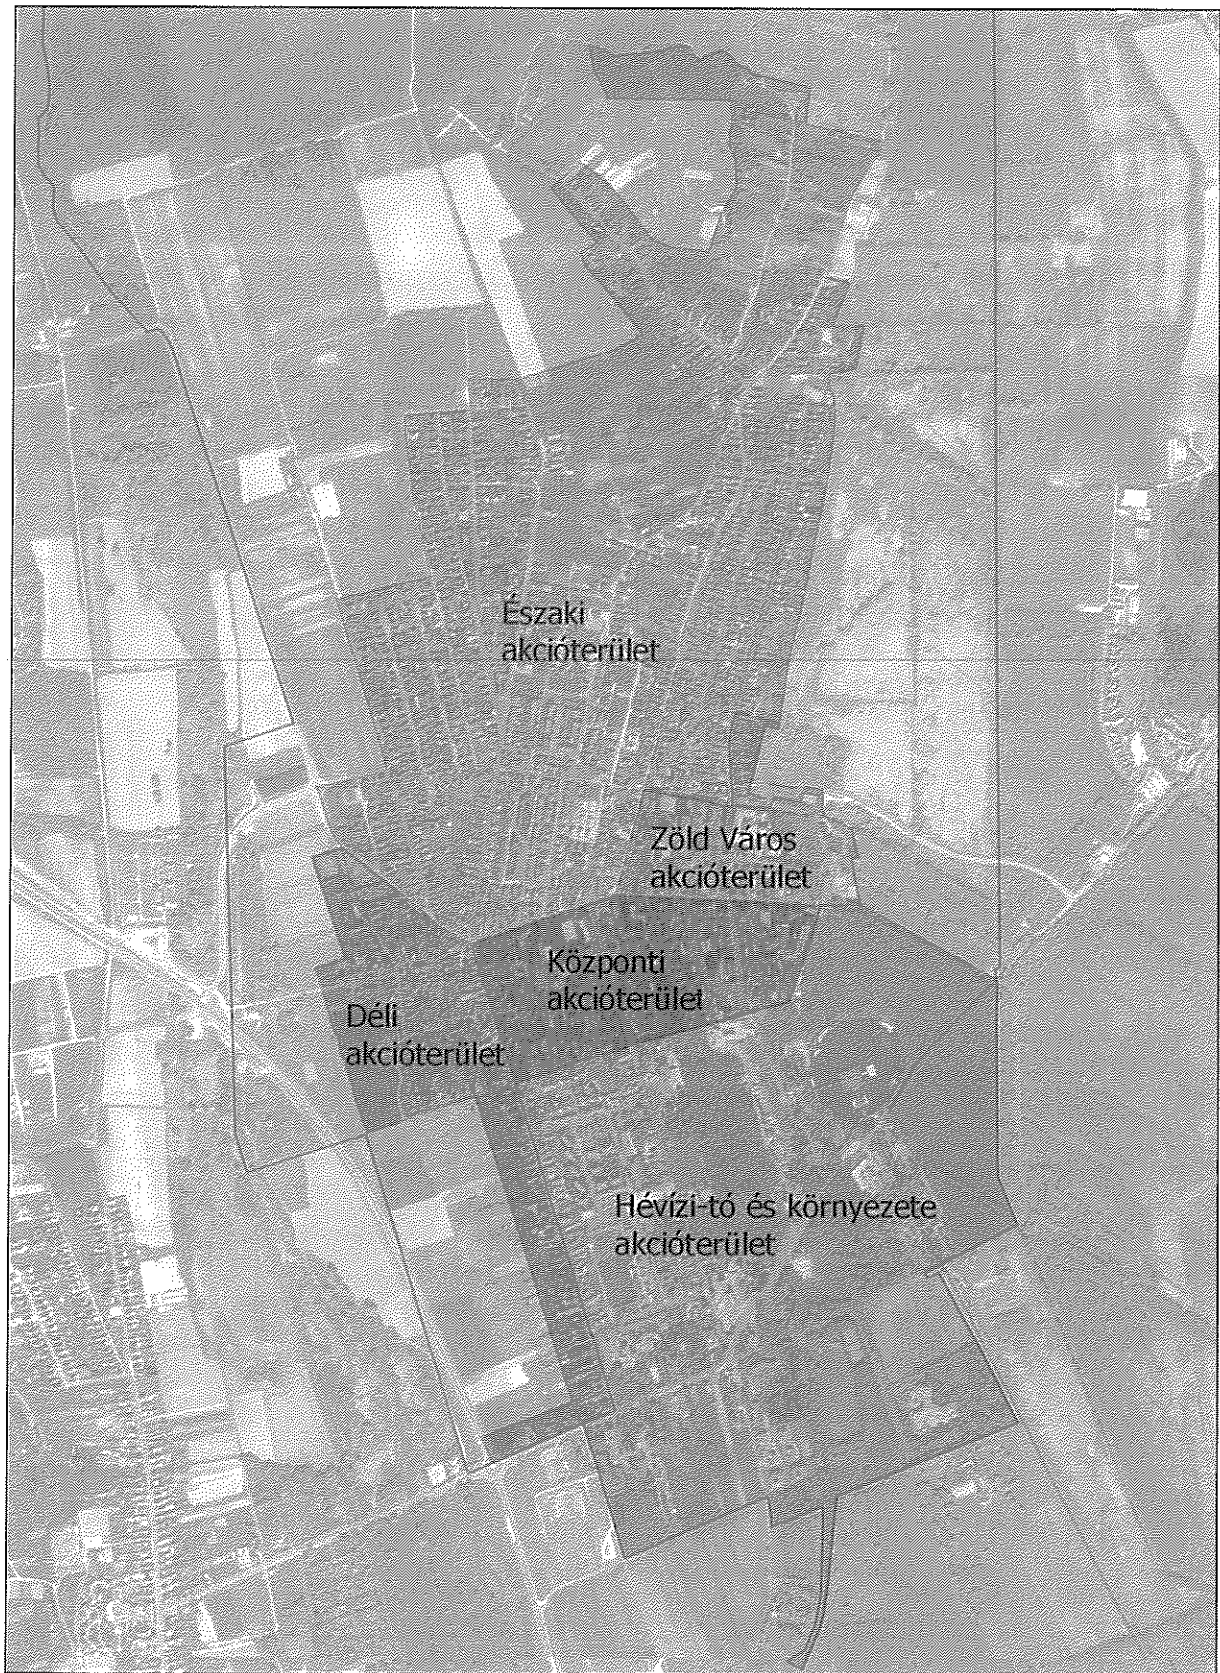 Északi
akcióterület
Zöld Város
akcióterület
Központi
akcióterület
Déli
akcióterület
Hévízi-tó és környezete
akcióterület